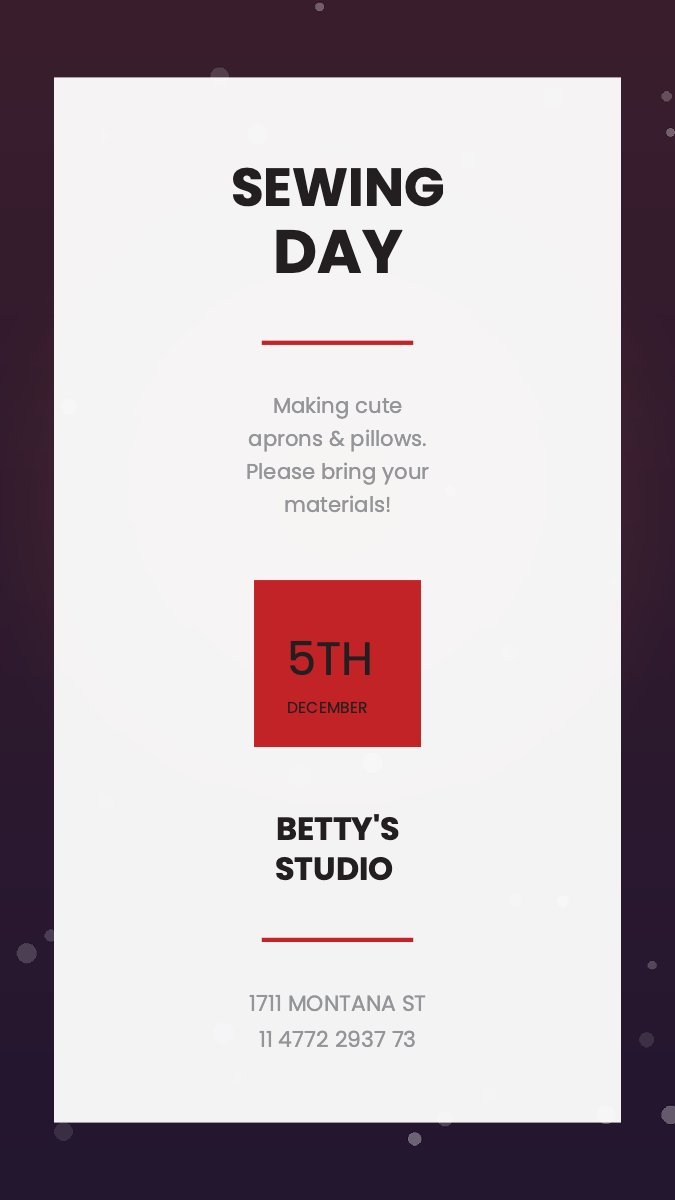 SEWING
DAY
Making cute
aprons & pillows.
Please bring your
materials!
5TH
DECEMBER
BETTY'S
STUDIO
1711 MONTANA ST
11 4772 2937 73